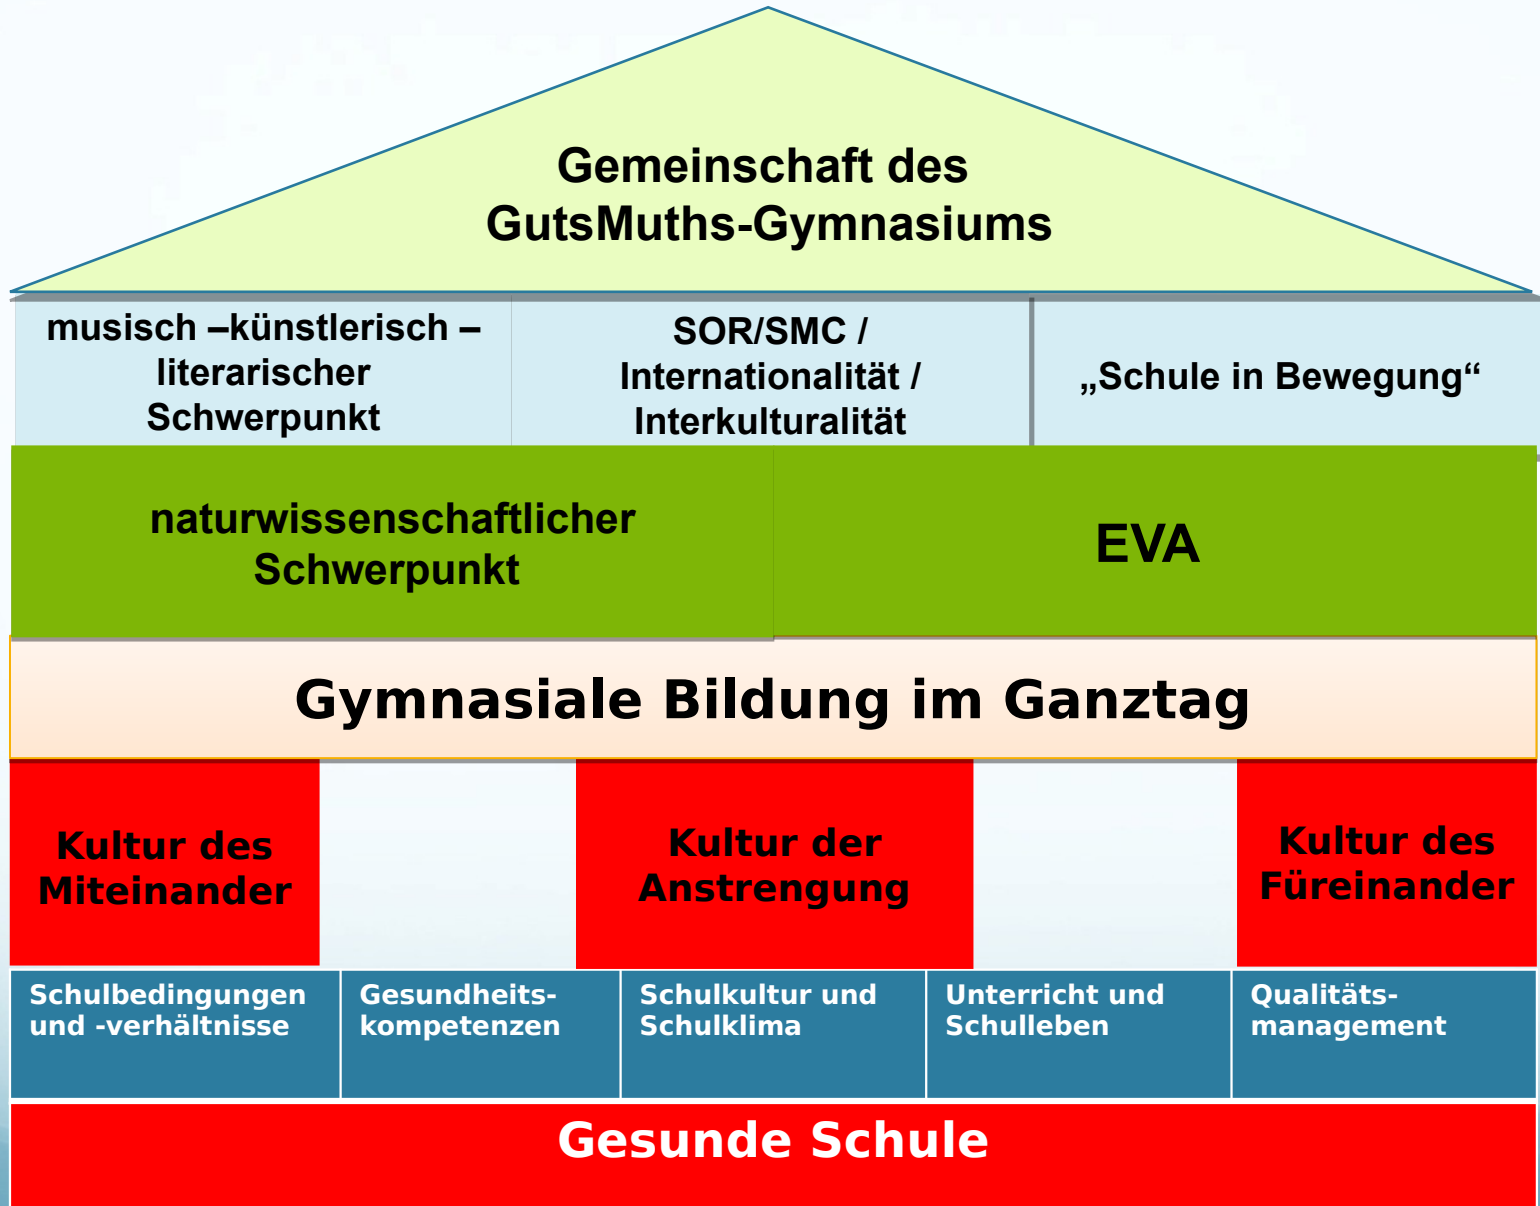 Gemeinschaft des
GutsMuths-Gymnasiums
musisch –künstlerisch –
literarischer
Schwerpunkt
SOR/SMC /
Internationalität /
Interkulturalität
„Schule in Bewegung“
naturwissenschaftlicher
Schwerpunkt
EVA
Gymnasiale Bildung im Ganztag
Kultur des
Miteinander
Kultur der
Anstrengung
Kultur des
Füreinander
Schulbedingungen
und -verhältnisse
Gesundheits-
kompetenzen
Schulkultur und
Schulklima
Unterricht und
Schulleben
Qualitäts-
management
Gesunde Schule